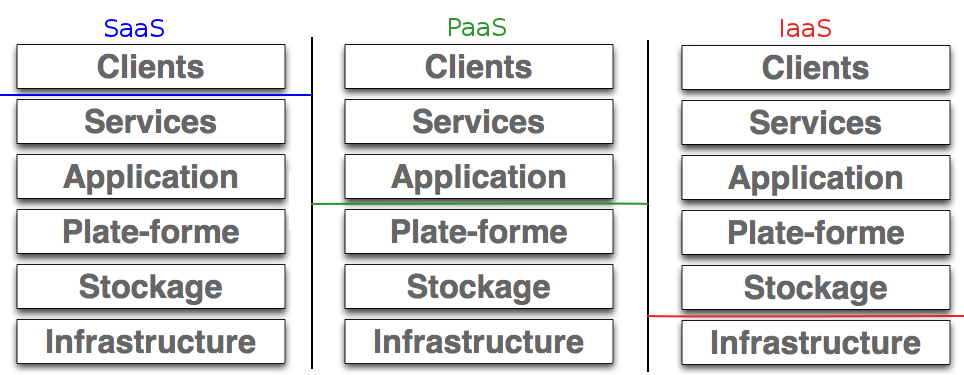 SaaS
Clients
Services
Application
Plate-forme
Stockage
Infrastructure
PaaS
Clients
Services
Application
Plate-forme
Stockage
Infrastructure
IaaS
Clients
Services
Application
Plate-forme
Stockage
Infrastructure